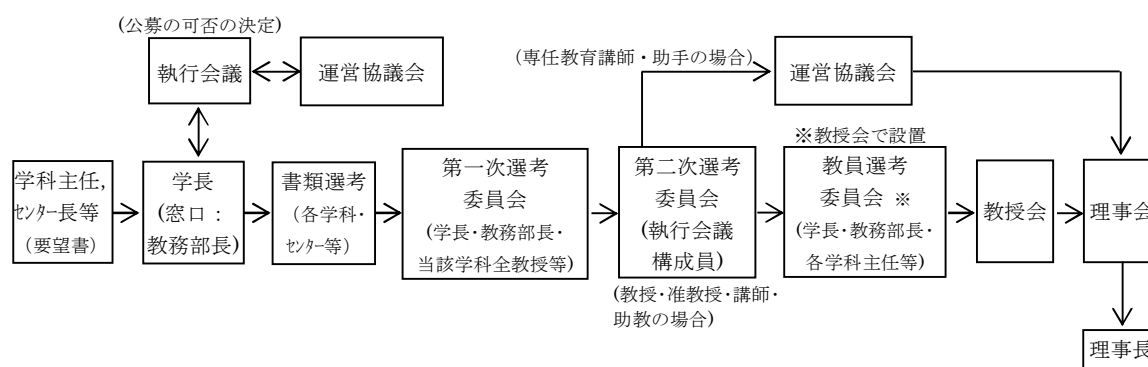 (公募の可否の決定)
執行会議
運営協議会
(専任教育講師・助手の場合)
運営協議会
学科主任,
ｾﾝﾀｰ長等
(要望書)
学長
(窓口：
教務部長)
書類選考
(各学科・
ｾﾝﾀｰ等)
第一次選考
委員会
(学長・教務部長・
当該学科全教授等)
第二次選考
委員会
(執行会議
構成員)
(教授・准教授・講師・
助教の場合)
※教授会で設置
教員選考
委員会 ※
(学長・教務部長・
各学科主任等)
教授会
理事会
理事長